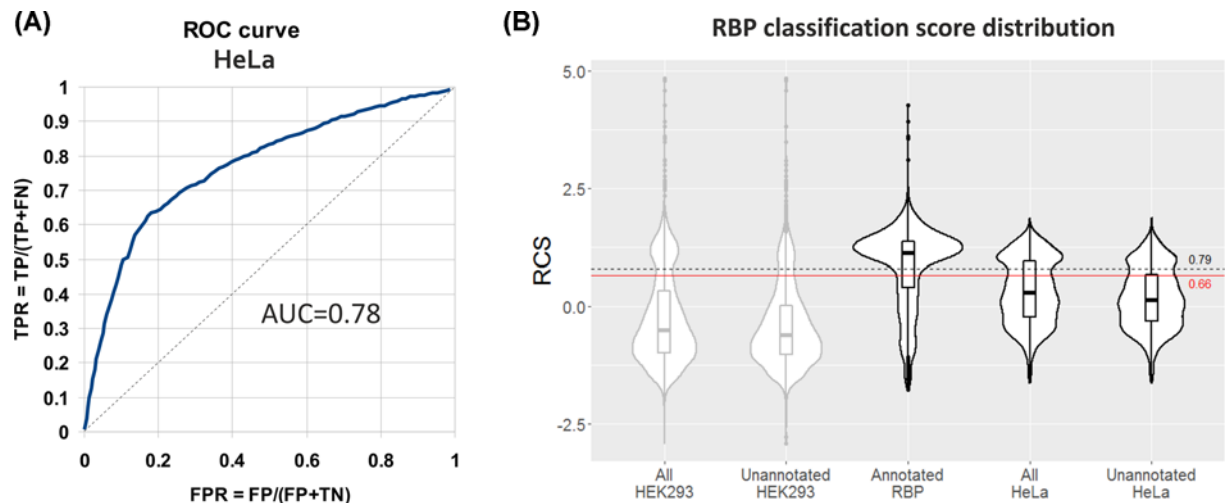 (A)
ROC curve
HeLa
TPR = TP/(TP+FN)
1
0.9
0.8
0.7
0.6
0.5
0.4
0.3
0.2
0.1
0
AUC=0.78
0
0.2
0.4
0.6
0.8
1
FPR = FP/(FP+TN)
(B)
RBP classification score distribution
RCS
5.0
2.5
0.0
-2.5
0.79
0.66
All
HEK293
Unannotated
HEK293
Annotated
RBP
All
HeLa
Unannotated
HeLa